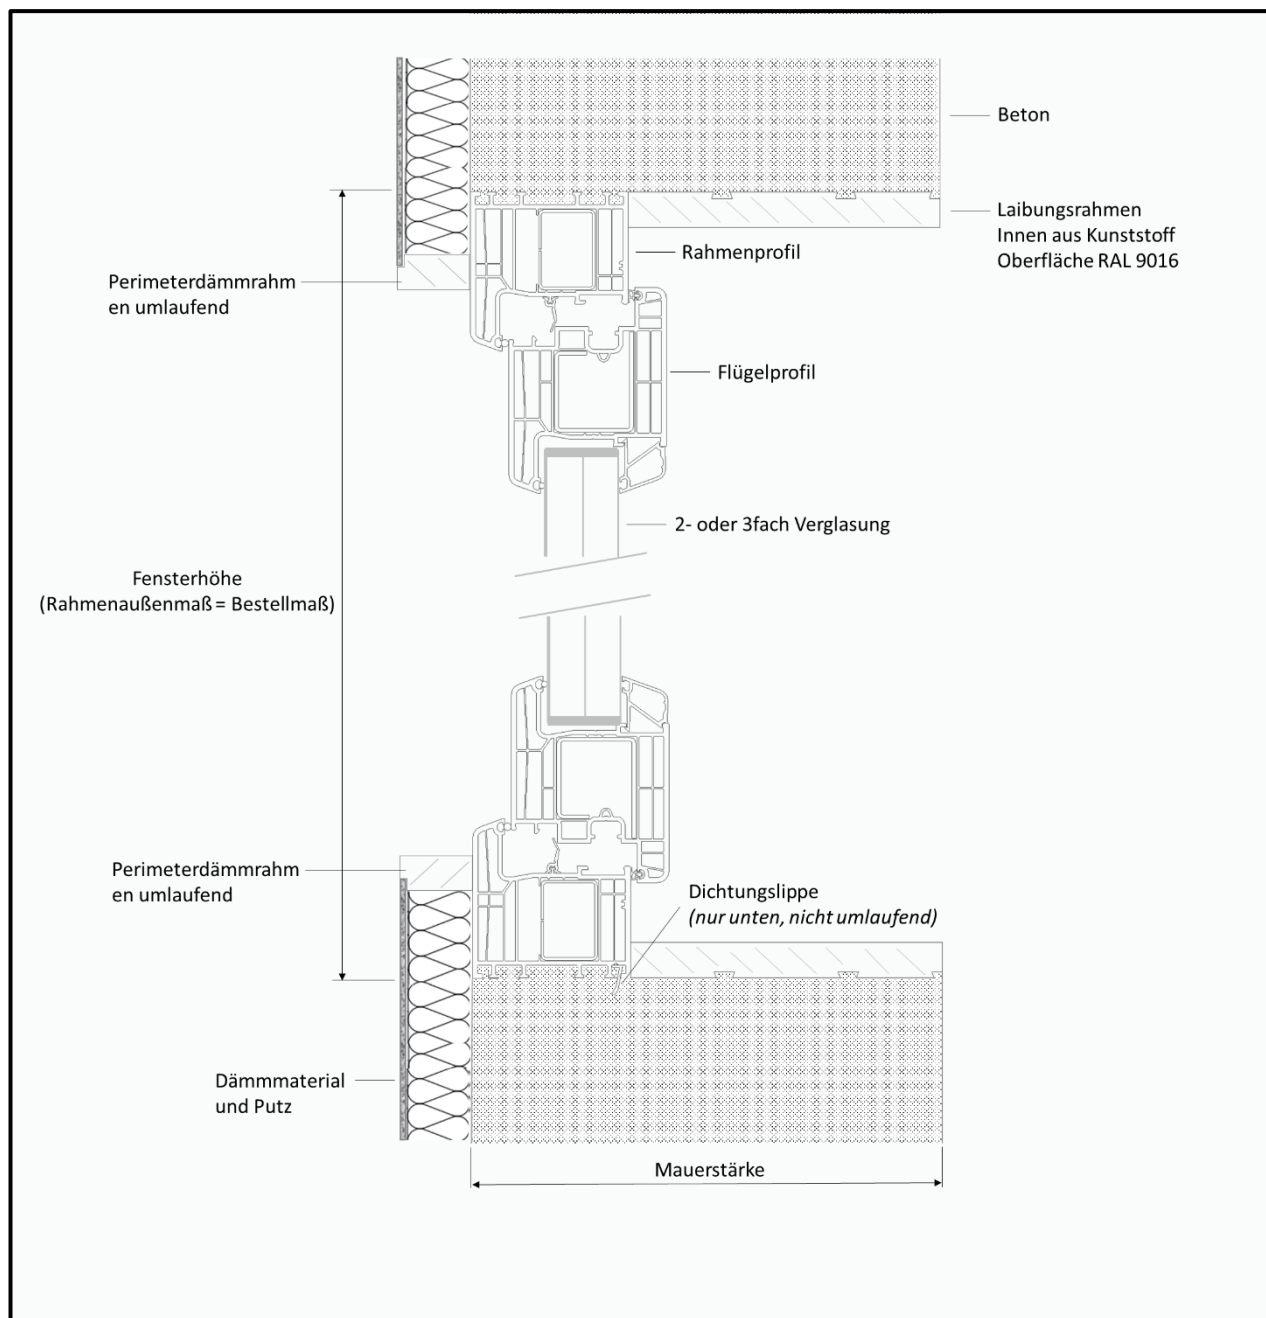 Beton
Laibungsrahmen
Innen aus Kunststoff
Oberfläche RAL 9016
Rahmenprofil
Perimeterdämmrahm
en umlaufend
Flügelprofil
2- oder 3fach Verglasung
Fensterhöhe
(Rahmenaußenmaß = Bestellmaß)
Perimeterdämmrahm
en umlaufend
Dichtungslippe
(nur unten, nicht umlaufend)
Dämmmaterial
und Putz
Mauerstärke